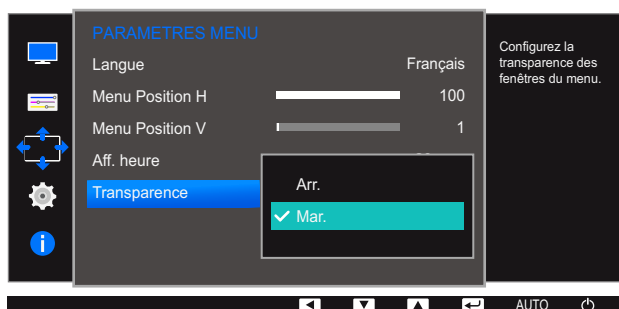 PARAMETRES MENU
Langue Français
Menu Position H 100
Menu Position V 1
Aff. heure
Transparence
Arr.
Mar.
Configurez la
transparence des
fenêtres du menu.
AUTO